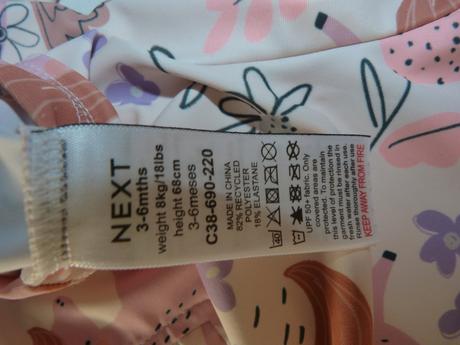 NEXT
3-6mths
weight 8kg/18lbs
height 68cm
3-6meses
C38-690-220
MADE IN CHINA
82% RECYCLED
POLYESTER
18% ELASTANE
40
UPF 50+ fabric. Only
covered areas are
protected. To maintain
this level of protection the
garment must be rinsed in
fresh water after each use.
Rinse thoroughly after use
KEEP AWAY FROM FIRE